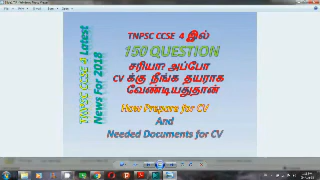 TNPSC CCSE 4 Latest
News For 2018
TNPSC CCSE 4 இல்
150 QUESTION
சரியா? அப்போ
CV க்கு நீங்க தயராக
வேண்டியதுதான்
How Prepare for CV
And
Needed Documents for CV